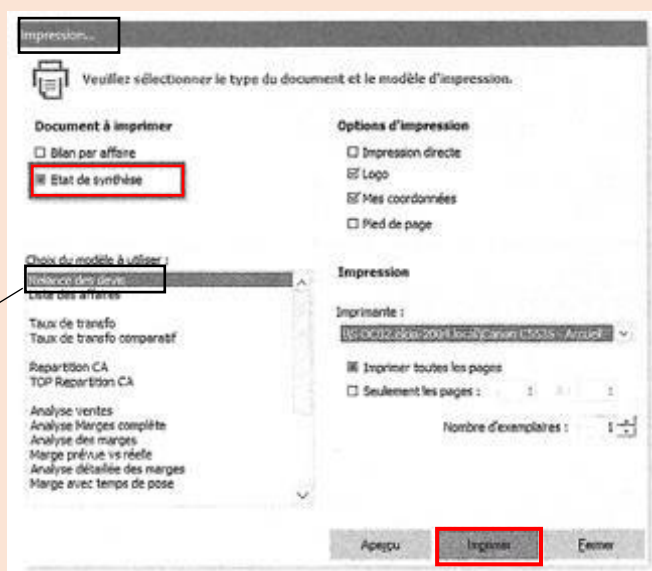 Impression...
Veuillez sélectionner le type du document et le modèle d'impression.
Document à imprimer
Bilan par affaire
Etat de synthèse
Options d'impression
Impression directe
Logo
Mes coordonnées
Pied de page
Choix du modèle à utiliser :
Relance des devis
Liste des affaires
Taux de transfo
Taux de transfo comparatif
Repartition CA
TOP Repartition CA
Analyse ventes
Analyse Marges complète
Analyse des marges
Marge prévue vs réelle
Analyse détaillée des marges
Marge avec temps de pose
Impression
Imprimante :
Imprimer toutes les pages
Seulement les pages : 1 1
Nombre d'exemplaires : 1
Aperçu
Imprimer
Fermer